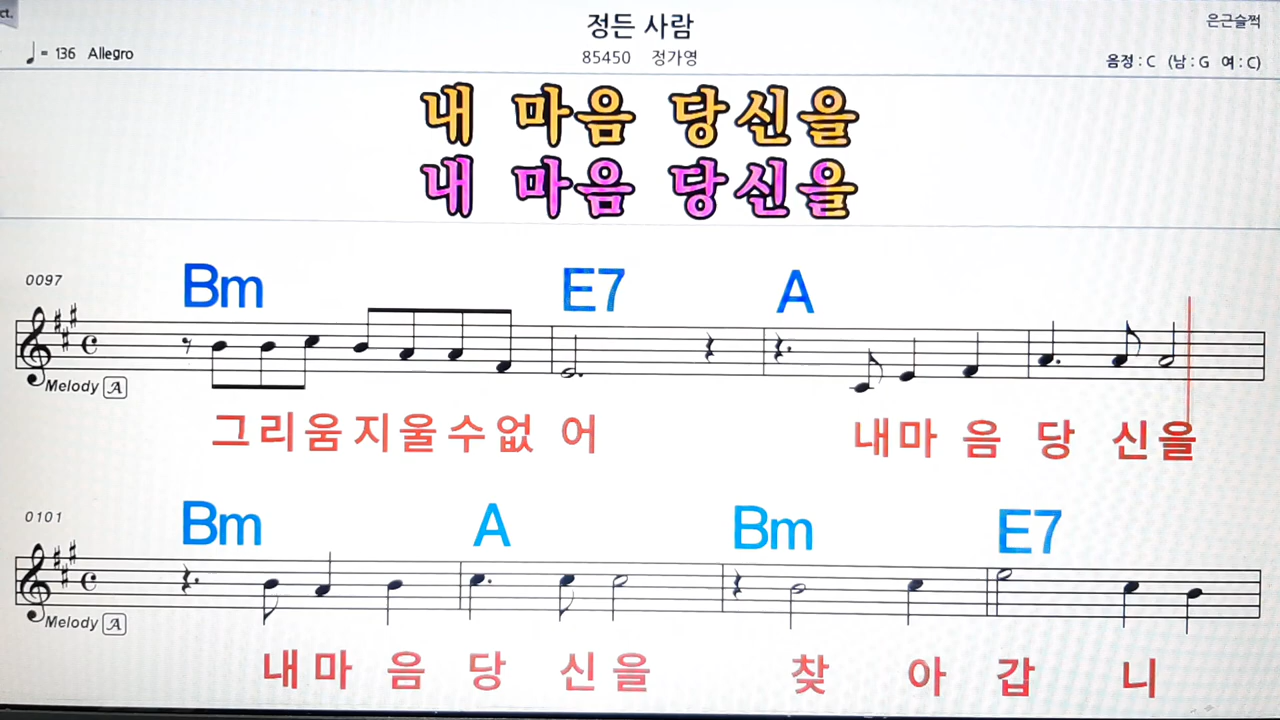 ct.
정든 사람
은근슬쩍
♩ = 136 Allegro
85450 정가영
음정 : C (남 : G 여 : C)
내 마음 당신을
내 마음 당신을
0097
Bm E7 A
Melody A
그리움지울수없 어 내마 음 당 신을
0101
Bm A Bm E7
Melody A
내마 음 당 신을 찾 아 갑 니